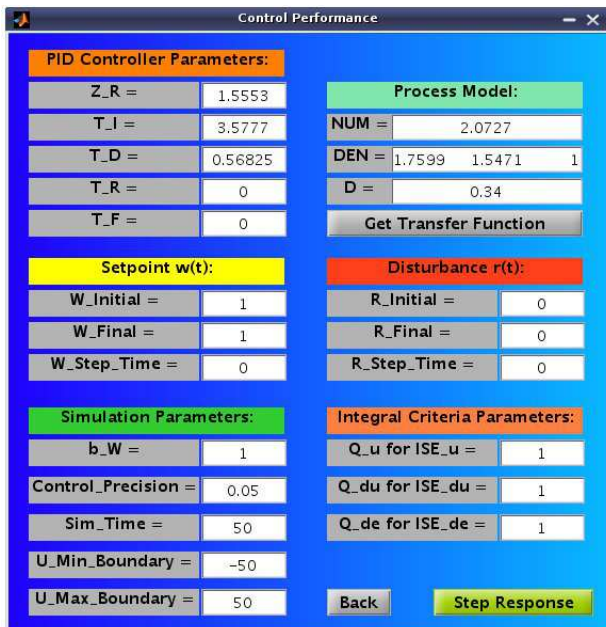 Control Performance
PID Controller Parameters:
Z_R = 1.5553
T_I = 3.5777
T_D = 0.56825
T_R = 0
T_F = 0
Process Model:
NUM = 2.0727
DEN = 1.7599 1.5471 1
D = 0.34
Get Transfer Function
Setpoint w(t):
W_Initial = 1
W_Final = 1
W_Step_Time = 0
Disturbance r(t):
R_Initial = 0
R_Final = 0
R_Step_Time = 0
Simulation Parameters:
b_W = 1
Control_Precision = 0.05
Sim_Time = 50
U_Min_Boundary = -50
U_Max_Boundary = 50
Integral Criteria Parameters:
Q_u for ISE_u = 1
Q_du for ISE_du = 1
Q_de for ISE_de = 1
Back
Step Response